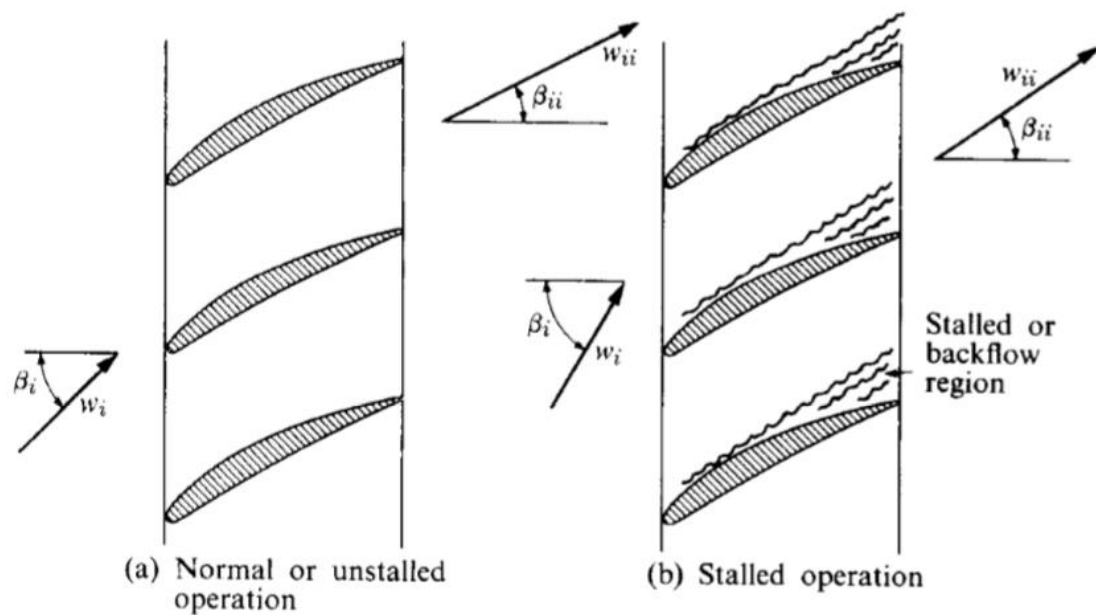 w_ii
β_ii
β_i
w_i
(a) Normal or unstalled
operation
w_ii
β_ii
β_i
w_i
Stalled or
backflow
region
(b) Stalled operation